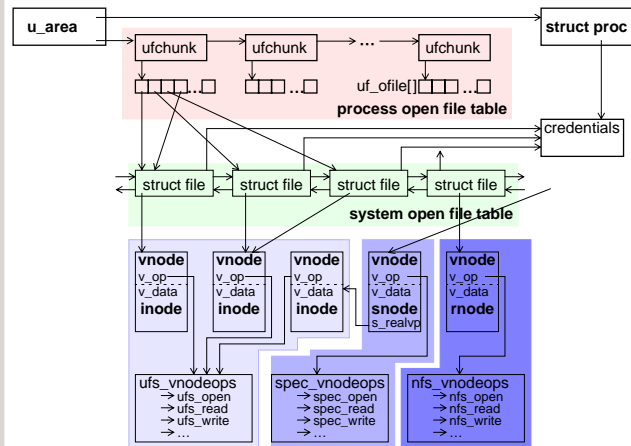 u_area
struct proc
ufchunk
ufchunk
...
ufchunk
...
...
uf_ofile[]
...
process open file table
credentials
struct file
struct file
struct file
struct file
system open file table
vnode
v_op
v_data
inode
vnode
v_op
v_data
inode
vnode
v_op
v_data
inode
vnode
v_op
v_data
snode
s_realvp
vnode
v_op
v_data
rnode
ufs_vnodeops
ufs_open
ufs_read
ufs_write
...
spec_vnodeops
spec_open
spec_read
spec_write
...
nfs_vnodeops
nfs_open
nfs_read
nfs_write
...